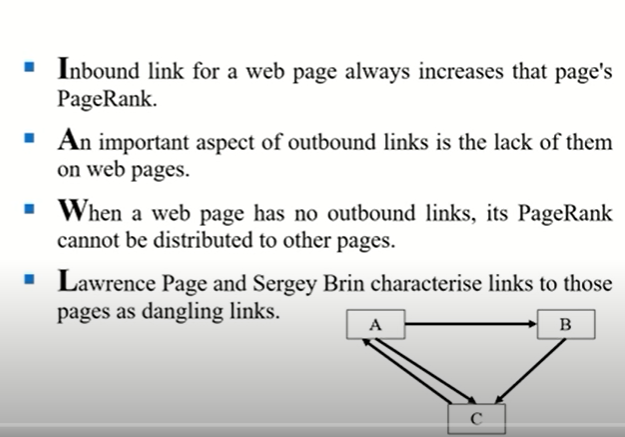 Inbound link for a web page always increases that page's
PageRank.
An important aspect of outbound links is the lack of them
on web pages.
When a web page has no outbound links, its PageRank
cannot be distributed to other pages.
Lawrence Page and Sergey Brin characterise links to those
pages as dangling links.
A
B
C